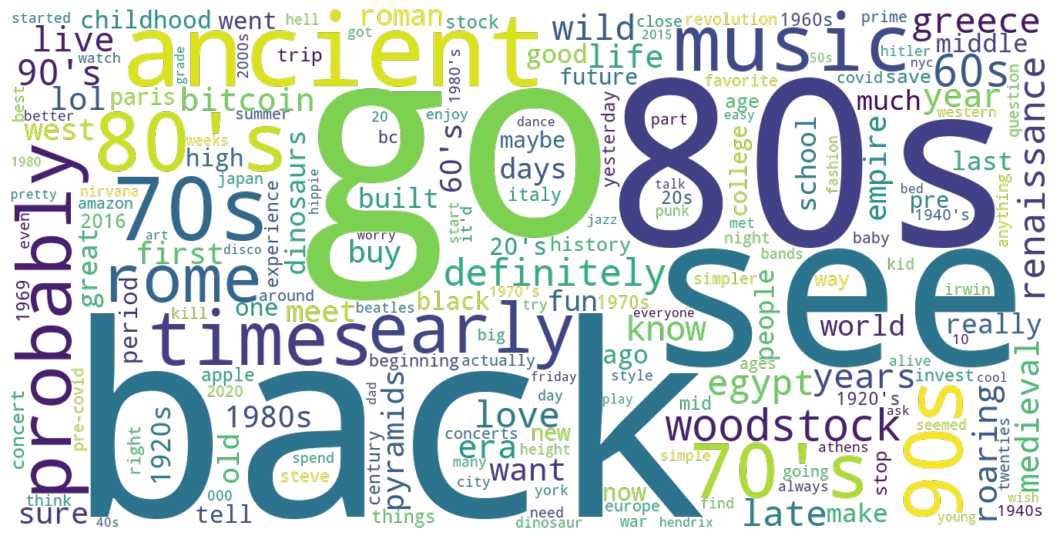 started
childhood
went
hell
roman
stock
wild
close
revolution
1960s
prime
greece
live
watch
ancient
got
good
life
music
2015
50s
hitler
nyc
middle
90's
grade
2000s
trip
1980's
future
favorite
covid
save
60s
best
lol
paris
bitcoin
age
easy
much
year
western
question
better
west
summer
20
enjoy
dance
yesterday
part
80's
weeks
bc
60's
maybe
go
80s
college
school
fashion
empire
last
renaissance
1980
high
dinosaurs
days
pretty
nirvana
japan
hippie
built
italy
talk
20s
punk
met
bed
pre
1940's
anything
probably
amazon
2016
70s
experience
art
start
it'd
jazz
night
baby
even
first
disco
worry
buy
20's
history
bands
kid
1969
great
rome
around
definitely
simpler
way
irwin
kill
one
meet
beatles
black
1970's
try
fun
1970s
people
see
period
times
early
big
everyone
know
world
really
10
beginning
actually
ago
ages
alive
invest
cool
pre-covid
apple
2020
dad
friday
style
egypt
years
1920's
medieval
concert
right
1920s
1980s
pyramids
day
love
play
mid
woodstock
ask
90s
seemed
roaring
twenties
old
spend
century
concerts
era
height
new
simple
athens
stop
think
back
steve
many
want
city
york
now
70's
going
always
find
wish
sure
40s
000
tell
things
need
dinosaur
europe
war
hendrix
late
make
young
1940s